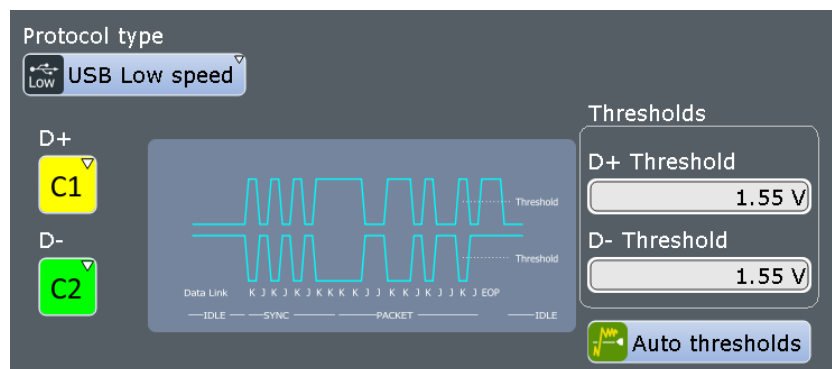 Protocol type
Low USB Low speed
D+
C1
D-
C2
Threshold
Threshold
Data Link K J K J K J K K K K J J K K J K J J K J EOP
IDLE SYNC PACKET IDLE
Thresholds
D+ Threshold
1.55 V
D- Threshold
1.55 V
Auto thresholds